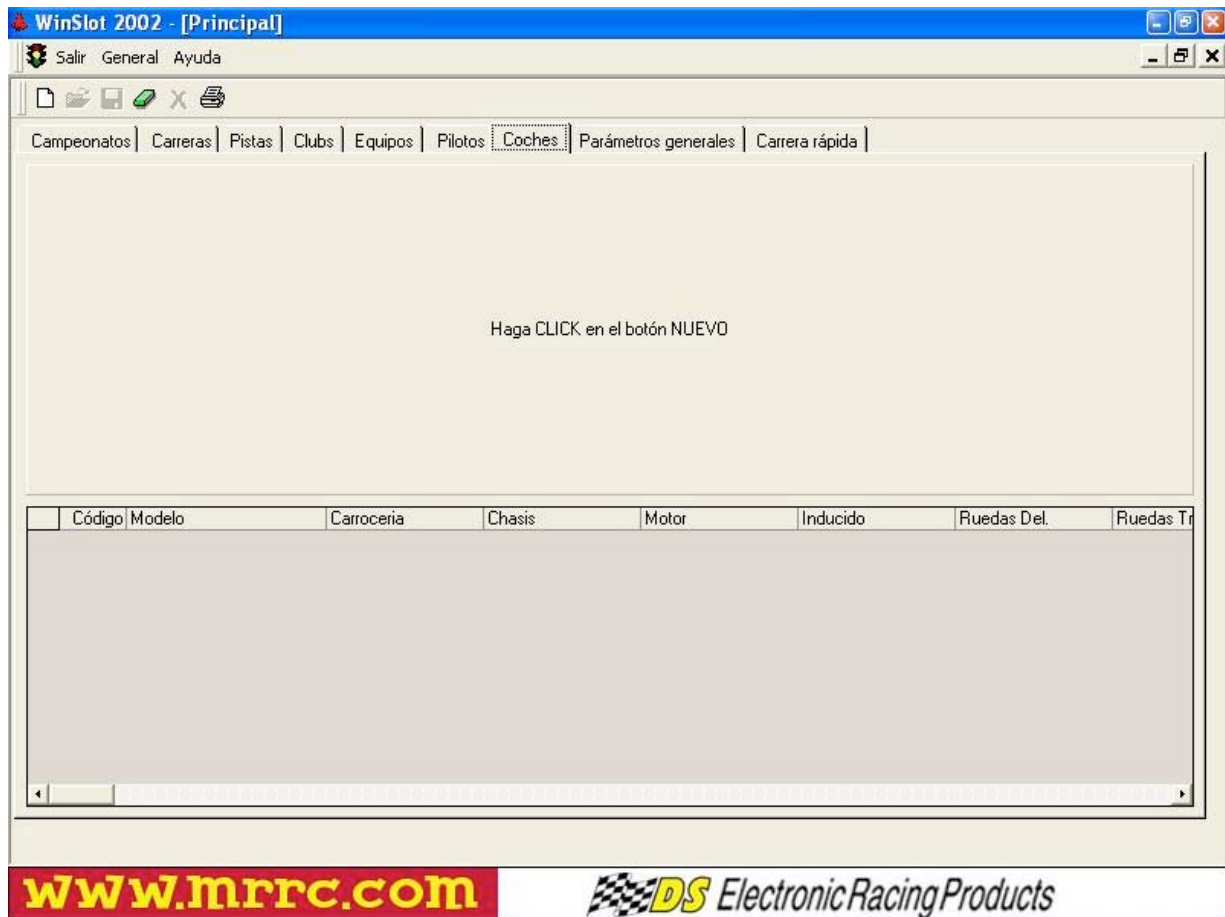 WinSlot 2002 - [Principal]
Salir General Ayuda
Campeonatos Carreras Pistas Clubs Equipos Pilotos Coches Parámetros generales Carrera rápida
Haga CLICK en el botón NUEVO
Código Modelo Carroceria Chasis Motor Inducido Ruedas Del. Ruedas Tr
www.mrrc.com DS Electronic Racing Products